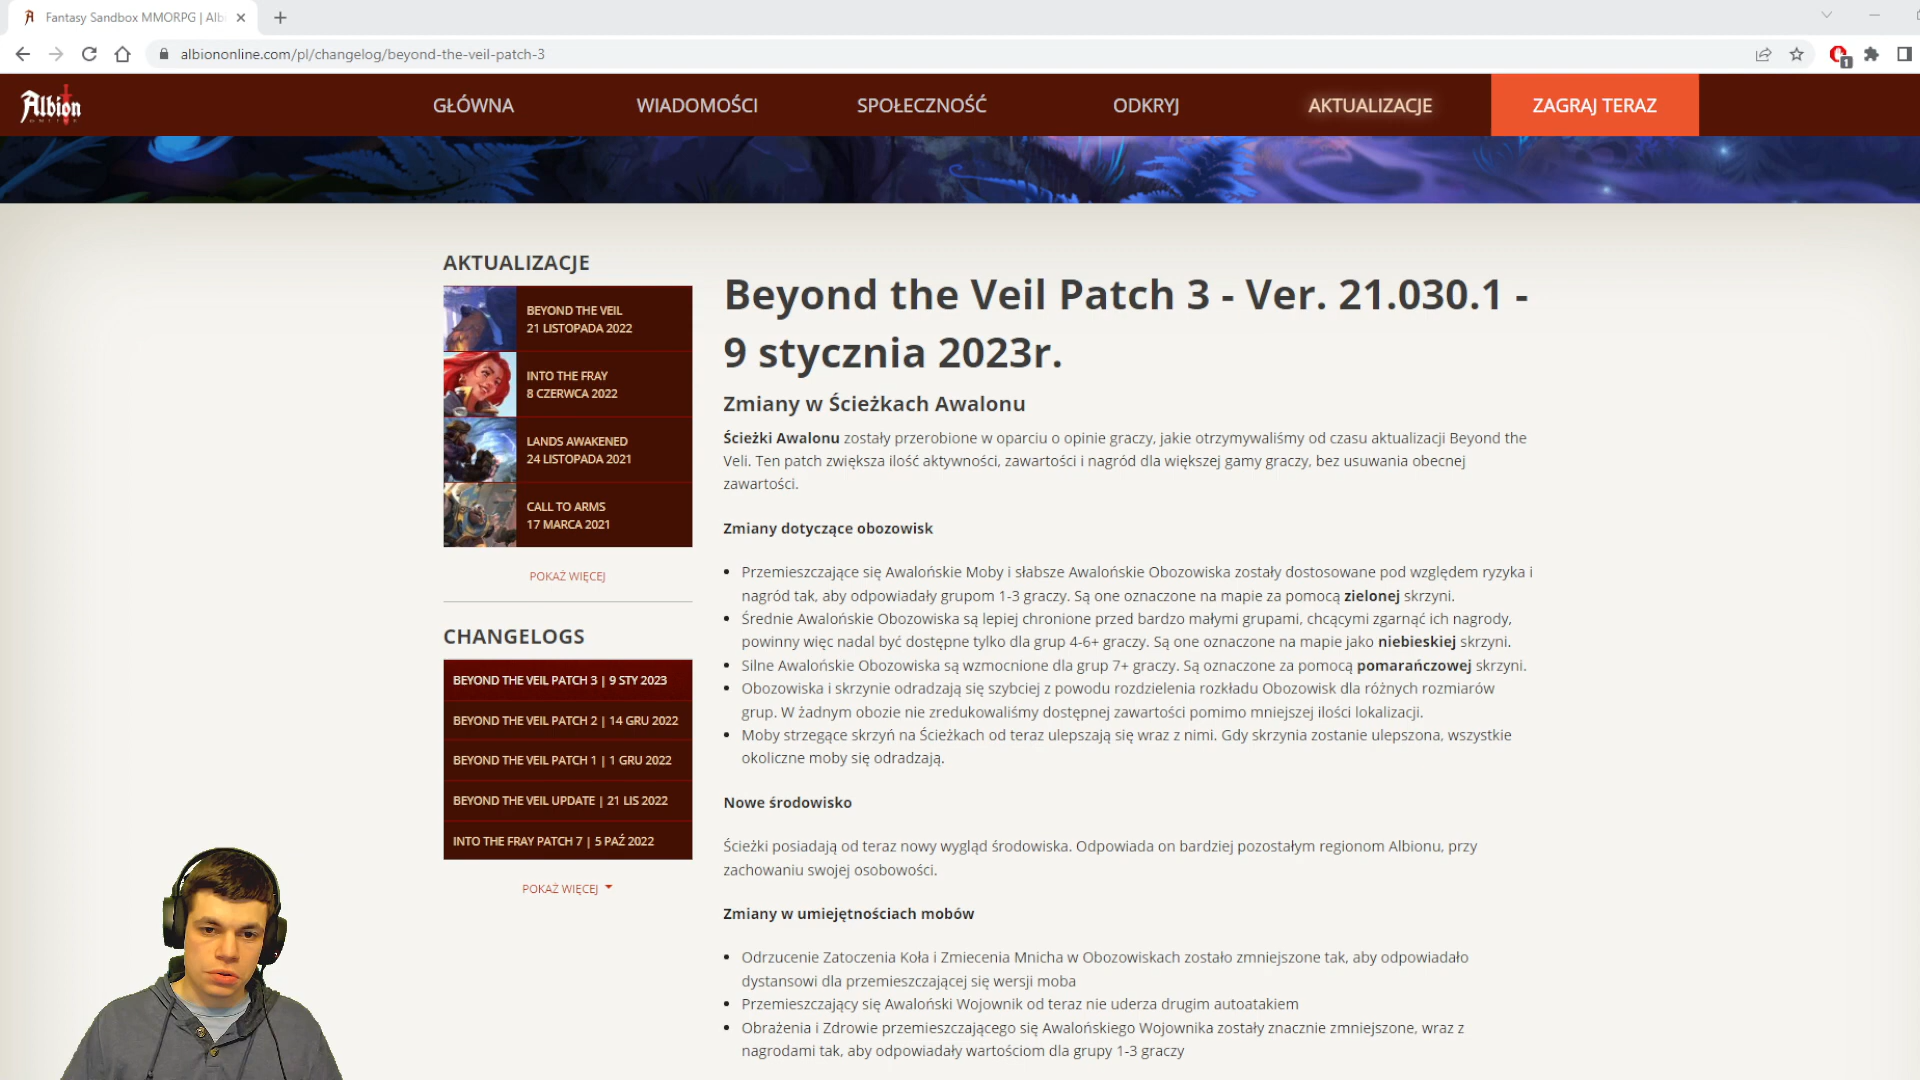 Fantasy Sandbox MMORPG | Alb
albiononline.com/pl/changelog/beyond-the-veil-patch-3
1
Albion
ONLINE
GŁÓWNA
WIADOMOŚCI
SPOŁECZNOŚĆ
ODKRYJ
AKTUALIZACJE
ZAGRAJ TERAZ
AKTUALIZACJE
BEYOND THE VEIL
21 LISTOPADA 2022
INTO THE FRAY
8 CZERWCA 2022
LANDS AWAKENED
24 LISTOPADA 2021
CALL TO ARMS
17 MARCA 2021
POKAŻ WIĘCEJ
CHANGELOGS
BEYOND THE VEIL PATCH 3 | 9 STY 2023
BEYOND THE VEIL PATCH 2 | 14 GRU 2022
BEYOND THE VEIL PATCH 1 | 1 GRU 2022
BEYOND THE VEIL UPDATE | 21 LIS 2022
INTO THE FRAY PATCH 7 | 5 PAŹ 2022
POKAŻ WIĘCEJ
Beyond the Veil Patch 3 - Ver. 21.030.1 -
9 stycznia 2023r.
Zmiany w Ścieżkach Awalonu
Ścieżki Awalonu zostały przerobione w oparciu o opinie graczy, jakie otrzymywaliśmy od czasu aktualizacji Beyond the
Veli. Ten patch zwiększa ilość aktywności, zawartości i nagród dla większej gamy graczy, bez usuwania obecnej
zawartości.
Zmiany dotyczące obozowisk
• Przemieszczające się Awalońskie Moby i słabsze Awalońskie Obozowiska zostały dostosowane pod względem ryzyka i
nagród tak, aby odpowiadały grupom 1-3 graczy. Są one oznaczone na mapie za pomocą zielonej skrzyni.
• Średnie Awalońskie Obozowiska są lepiej chronione przed bardzo małymi grupami, chcącymi zgarnąć ich nagrody,
powinny więc nadal być dostępne tylko dla grup 4-6+ graczy. Są one oznaczone na mapie jako niebieskiej skrzyni.
• Silne Awalońskie Obozowiska są wzmocnione dla grup 7+ graczy. Są oznaczone za pomocą pomarańczowej skrzyni.
• Obozowiska i skrzynie odradzają się szybciej z powodu rozdzielenia rozkładu Obozowisk dla różnych rozmiarów
grup. W żadnym obozie nie zredukowaliśmy dostępnej zawartości pomimo mniejszej ilości lokalizacji.
• Moby strzegące skrzyń na Ścieżkach od teraz ulepszają się wraz z nimi. Gdy skrzynia zostanie ulepszona, wszystkie
okoliczne moby się odradzają.
Nowe środowisko
Ścieżki posiadają od teraz nowy wygląd środowiska. Odpowiada on bardziej pozostałym regionom Albionu, przy
zachowaniu swojej osobowości.
Zmiany w umiejętnościach mobów
• Odrzucenie Zatoczenia Koła i Zmiecenia Mnicha w Obozowiskach zostało zmniejszone tak, aby odpowiadało
dystansowi dla przemieszczającej się wersji moba
• Przemieszczający się Awaloński Wojownik od teraz nie uderza drugim autoatakiem
• Obrażenia i Zdrowie przemieszczającego się Awalońskiego Wojownika zostały znacznie zmniejszone, wraz z
nagrodami tak, aby odpowiadały wartościom dla grupy 1-3 graczy